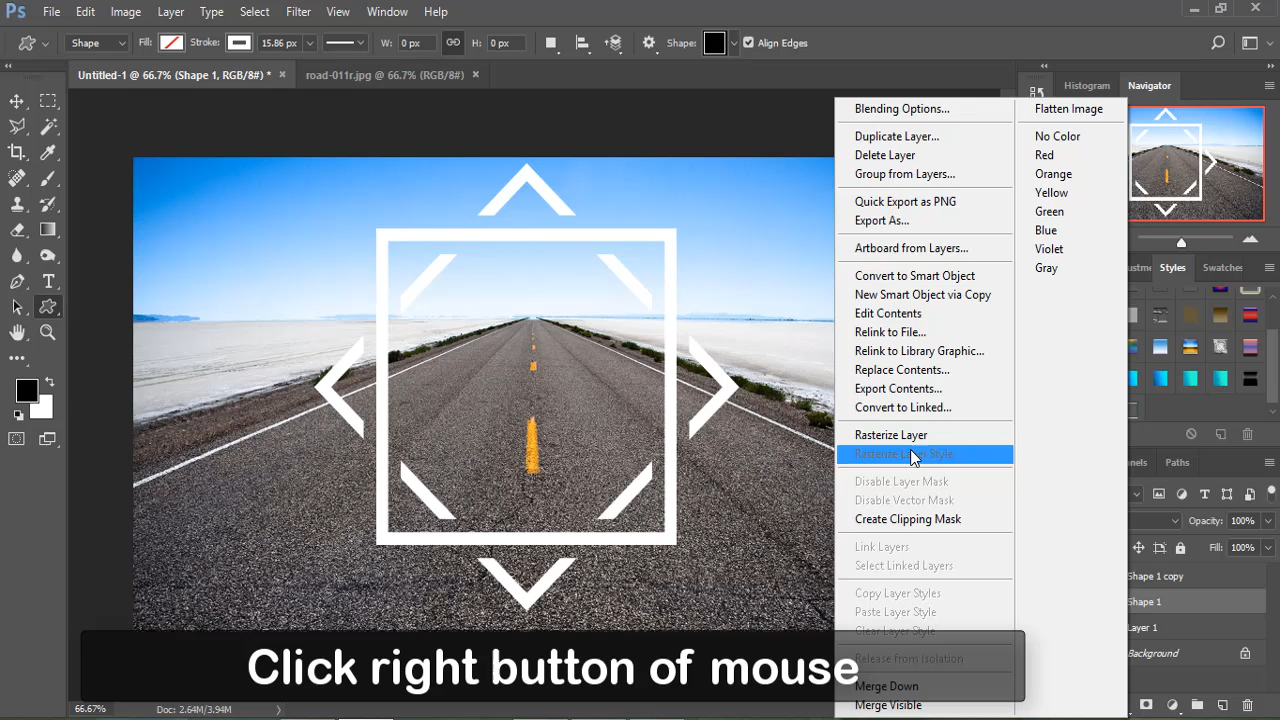 Ps File Edit Image Layer Type Select Filter View Window Help
Shape Fill: Stroke: 15.86 px W: 0 px H: 0 px Shape: Align Edges
Untitled-1 @ 66.7% (Shape 1, RGB/8#) * road-011r.jpg @ 66.7% (RGB/8#)
Histogram Navigator
Blending Options...
Duplicate Layer...
Delete Layer
Group from Layers...
Quick Export as PNG
Export As...
Artboard from Layers...
Convert to Smart Object
New Smart Object via Copy
Edit Contents
Relink to File...
Relink to Library Graphic...
Replace Contents...
Export Contents...
Convert to Linked...
Rasterize Layer
Rasterize Layer Style
Disable Layer Mask
Disable Vector Mask
Create Clipping Mask
Link Layers
Select Linked Layers
Copy Layer Styles
Paste Layer Style
Clear Layer Style
Release from Isolation
Merge Down
Merge Visible
Flatten Image
No Color
Red
Orange
Yellow
Green
Blue
Violet
Gray
Styles Swatches
Paths
Opacity: 100%
Fill: 100%
Shape 1 copy
Shape 1
Layer 1
Background
Click right button of mouse
66.67% Doc: 2.64M/3.94M